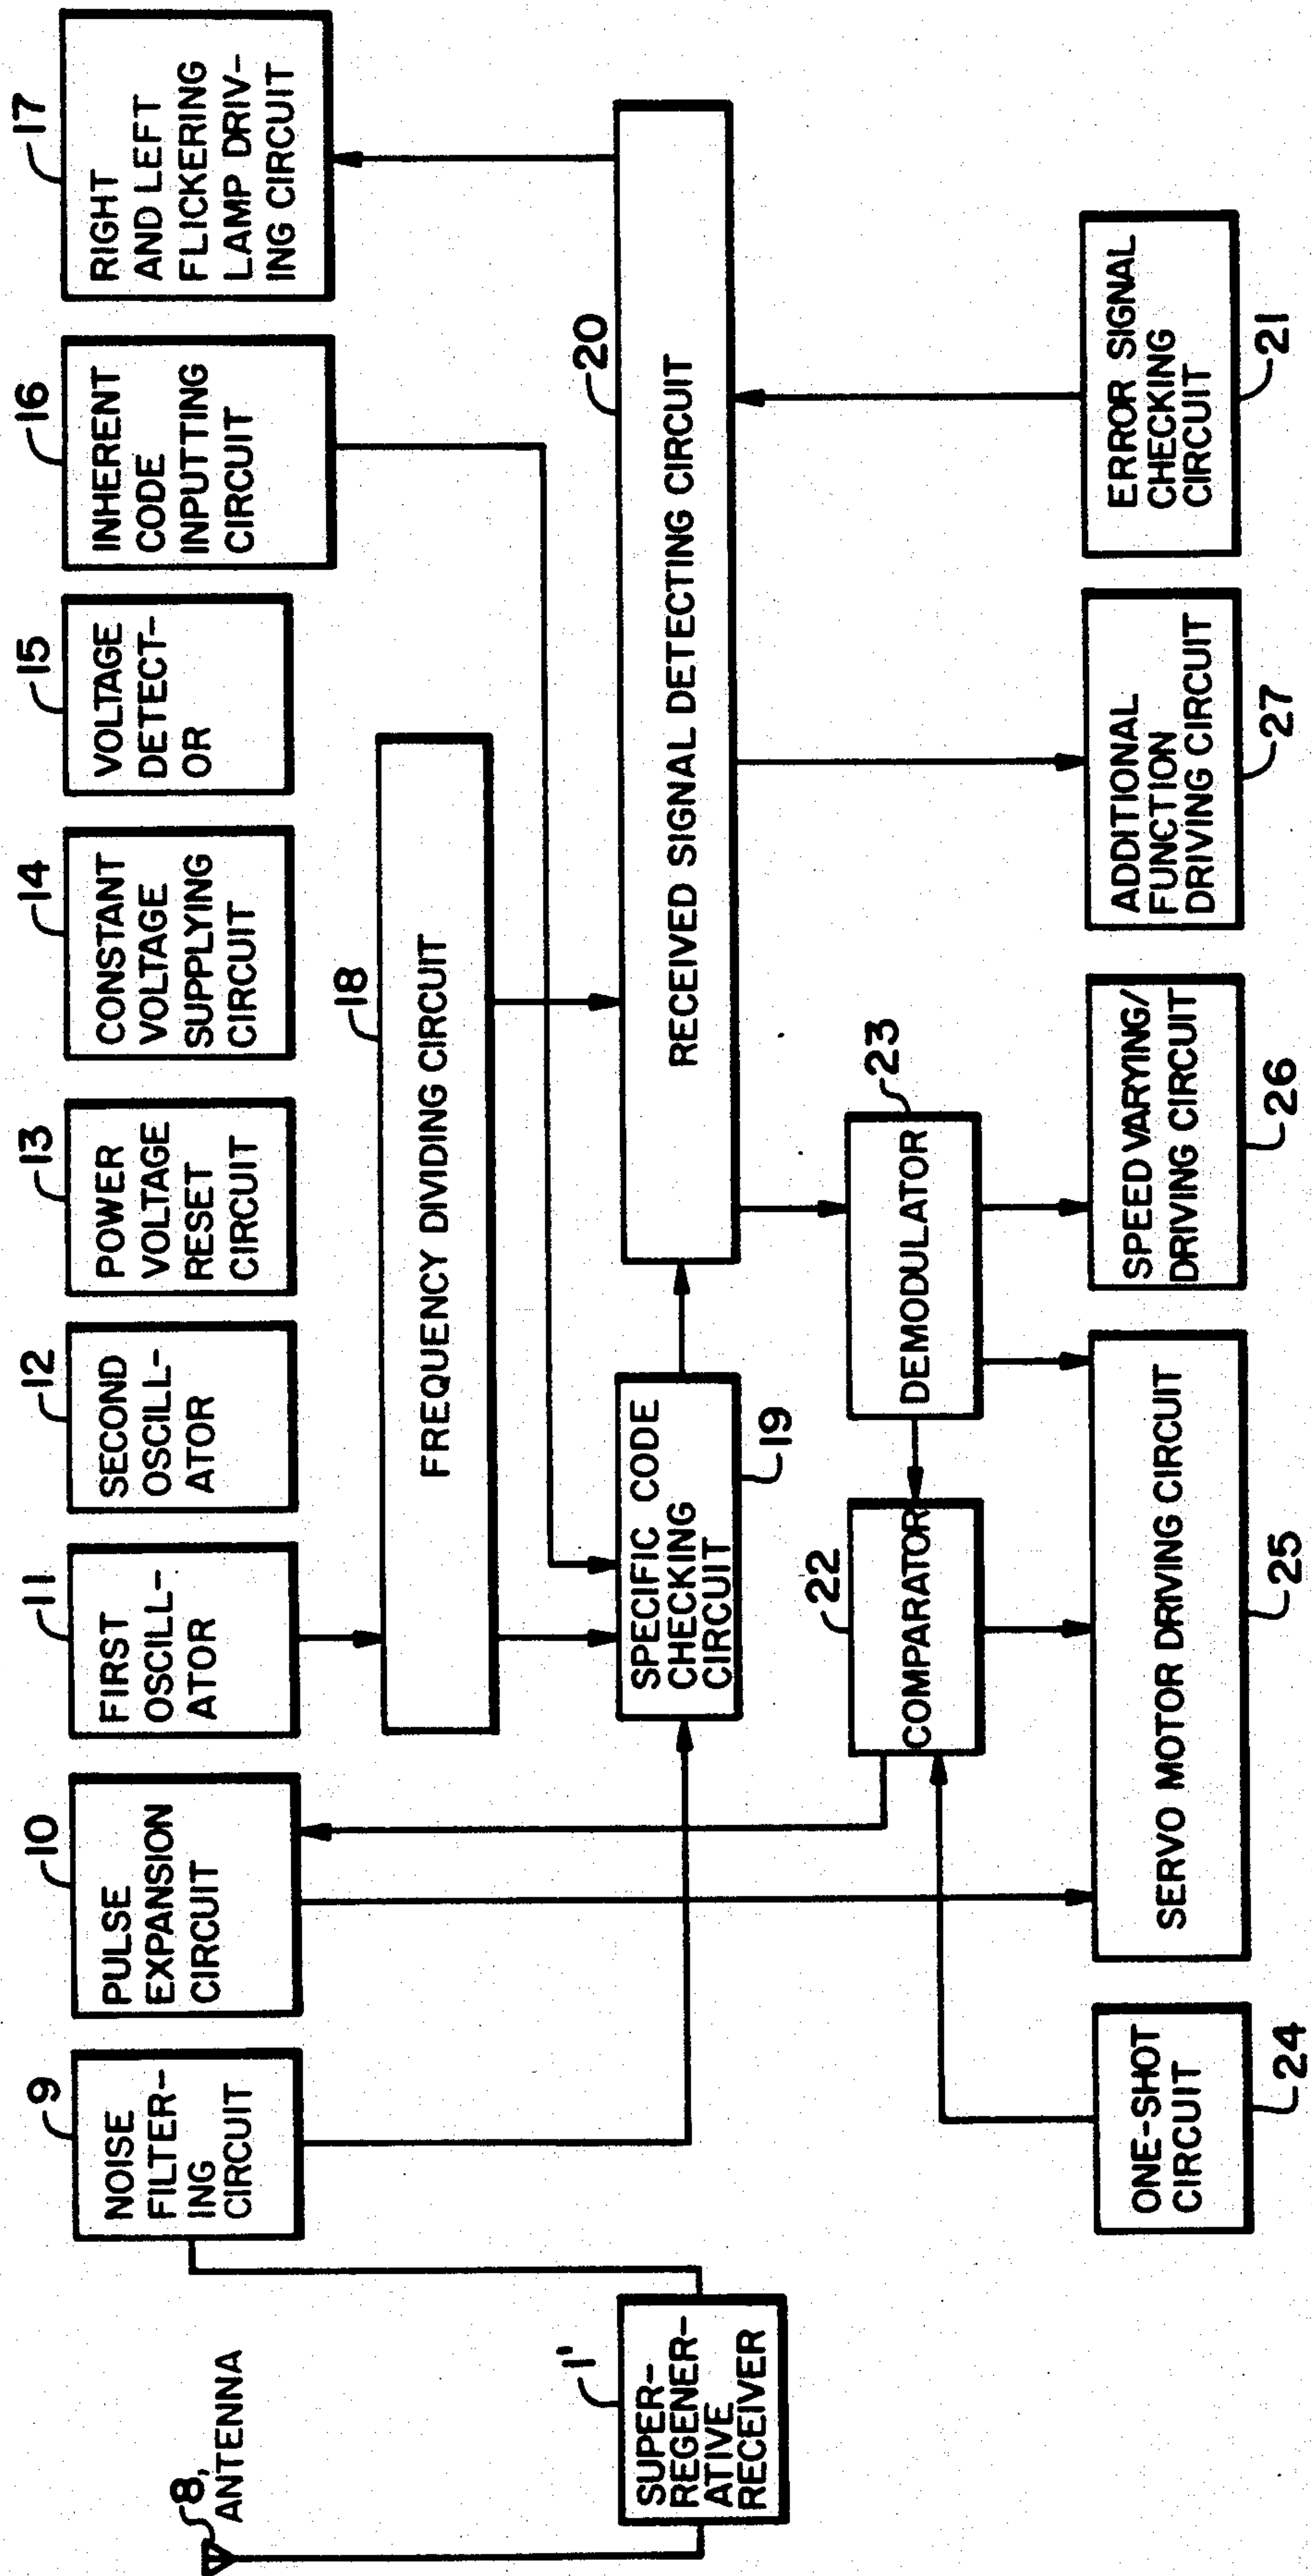 8,
ANTENNA
1'
SUPER-
REGENER-
ATIVE
RECEIVER
9
NOISE
FILTER-
ING
CIRCUIT
10
PULSE
EXPANSION
CIRCUIT
11
FIRST
OSCILL-
ATOR
12
SECOND
OSCILL-
ATOR
13
POWER
VOLTAGE
RESET
CIRCUIT
14
CONSTANT
VOLTAGE
SUPPLYING
CIRCUIT
15
VOLTAGE
DETECT-
OR
16
INHERENT
CODE
INPUTTING
CIRCUIT
17
RIGHT
AND LEFT
FLICKERING
LAMP DRIV-
ING CIRCUIT
18
FREQUENCY DIVIDING CIRCUIT
SPECIFIC CODE
CHECKING
CIRCUIT
19
20
RECEIVED SIGNAL DETECTING CIRCUIT
22
COMPARATOR
23
DEMODULATOR
ONE-SHOT
CIRCUIT
24
SERVO MOTOR DRIVING CIRCUIT
25
SPEED VARYING/
DRIVING CIRCUIT
26
ADDITIONAL
FUNCTION
DRIVING CIRCUIT
27
ERROR SIGNAL
CHECKING
CIRCUIT
21